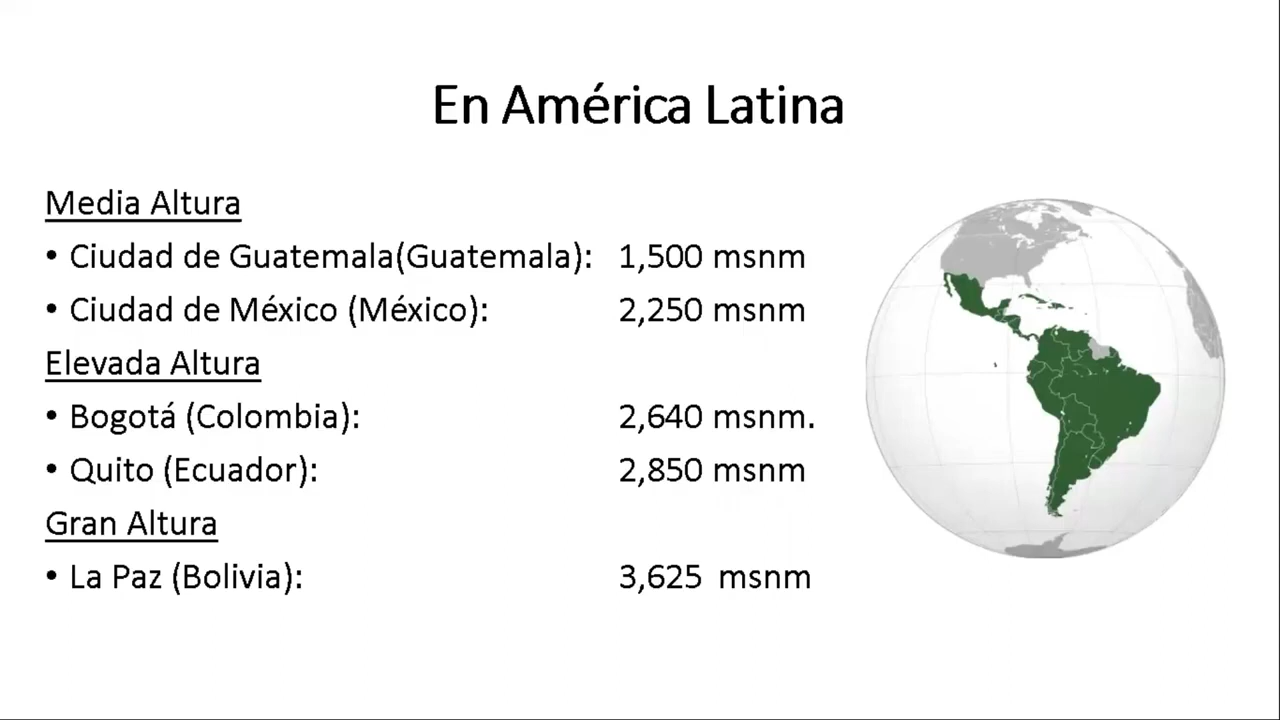 En América Latina
Media Altura
• Ciudad de Guatemala(Guatemala): 1,500 msnm
• Ciudad de México (México): 2,250 msnm
Elevada Altura
• Bogotá (Colombia): 2,640 msnm.
• Quito (Ecuador): 2,850 msnm
Gran Altura
• La Paz (Bolivia): 3,625 msnm